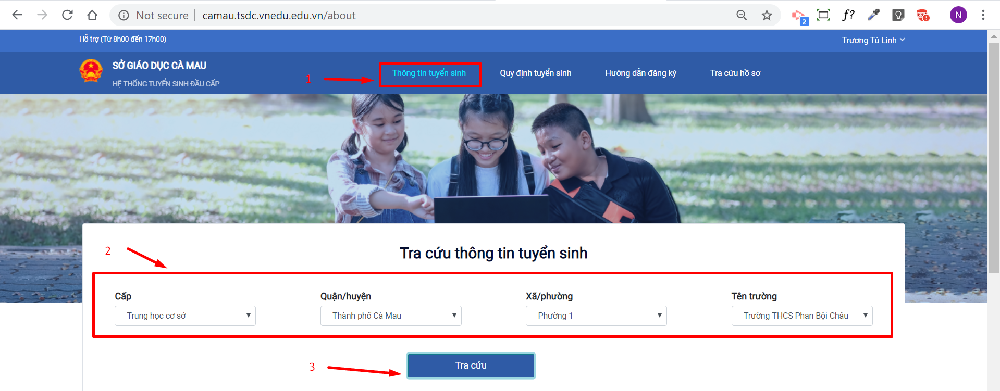 Not secure | camau.tsdc.vnedu.edu.vn/about
2
N
Hỗ trợ (Từ 8h00 đến 17h00)
Trương Tú Linh
SỞ GIÁO DỤC CÀ MAU
HỆ THỐNG TUYỂN SINH ĐẦU CẤP
1
Thông tin tuyển sinh
Quy định tuyển sinh
Hướng dẫn đăng ký
Tra cứu hồ sơ
2
Tra cứu thông tin tuyển sinh
Cấp
Quận/huyện
Xã/phường
Tên trường
Trung học cơ sở
Thành phố Cà Mau
Phường 1
Trường THCS Phan Bội Châu
3
Tra cứu